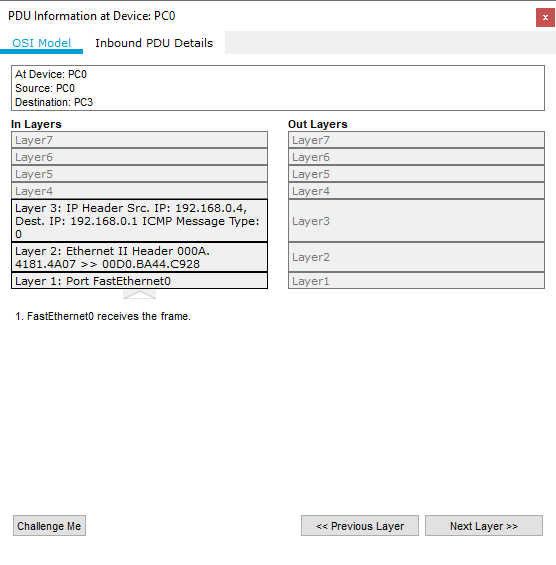 PDU Information at Device: PC0
x
OSI Model
Inbound PDU Details
At Device: PC0
Source: PC0
Destination: PC3
In Layers
Layer7
Layer6
Layer5
Layer4
Layer 3: IP Header Src. IP: 192.168.0.4,
Dest. IP: 192.168.0.1 ICMP Message Type:
0
Layer 2: Ethernet II Header 000A.
4181.4A07 >> 00D0.BA44.C928
Layer 1: Port FastEthernet0
Out Layers
Layer7
Layer6
Layer5
Layer4
Layer3
Layer2
Layer1
1. FastEthernet0 receives the frame.
Challenge Me
<< Previous Layer
Next Layer >>